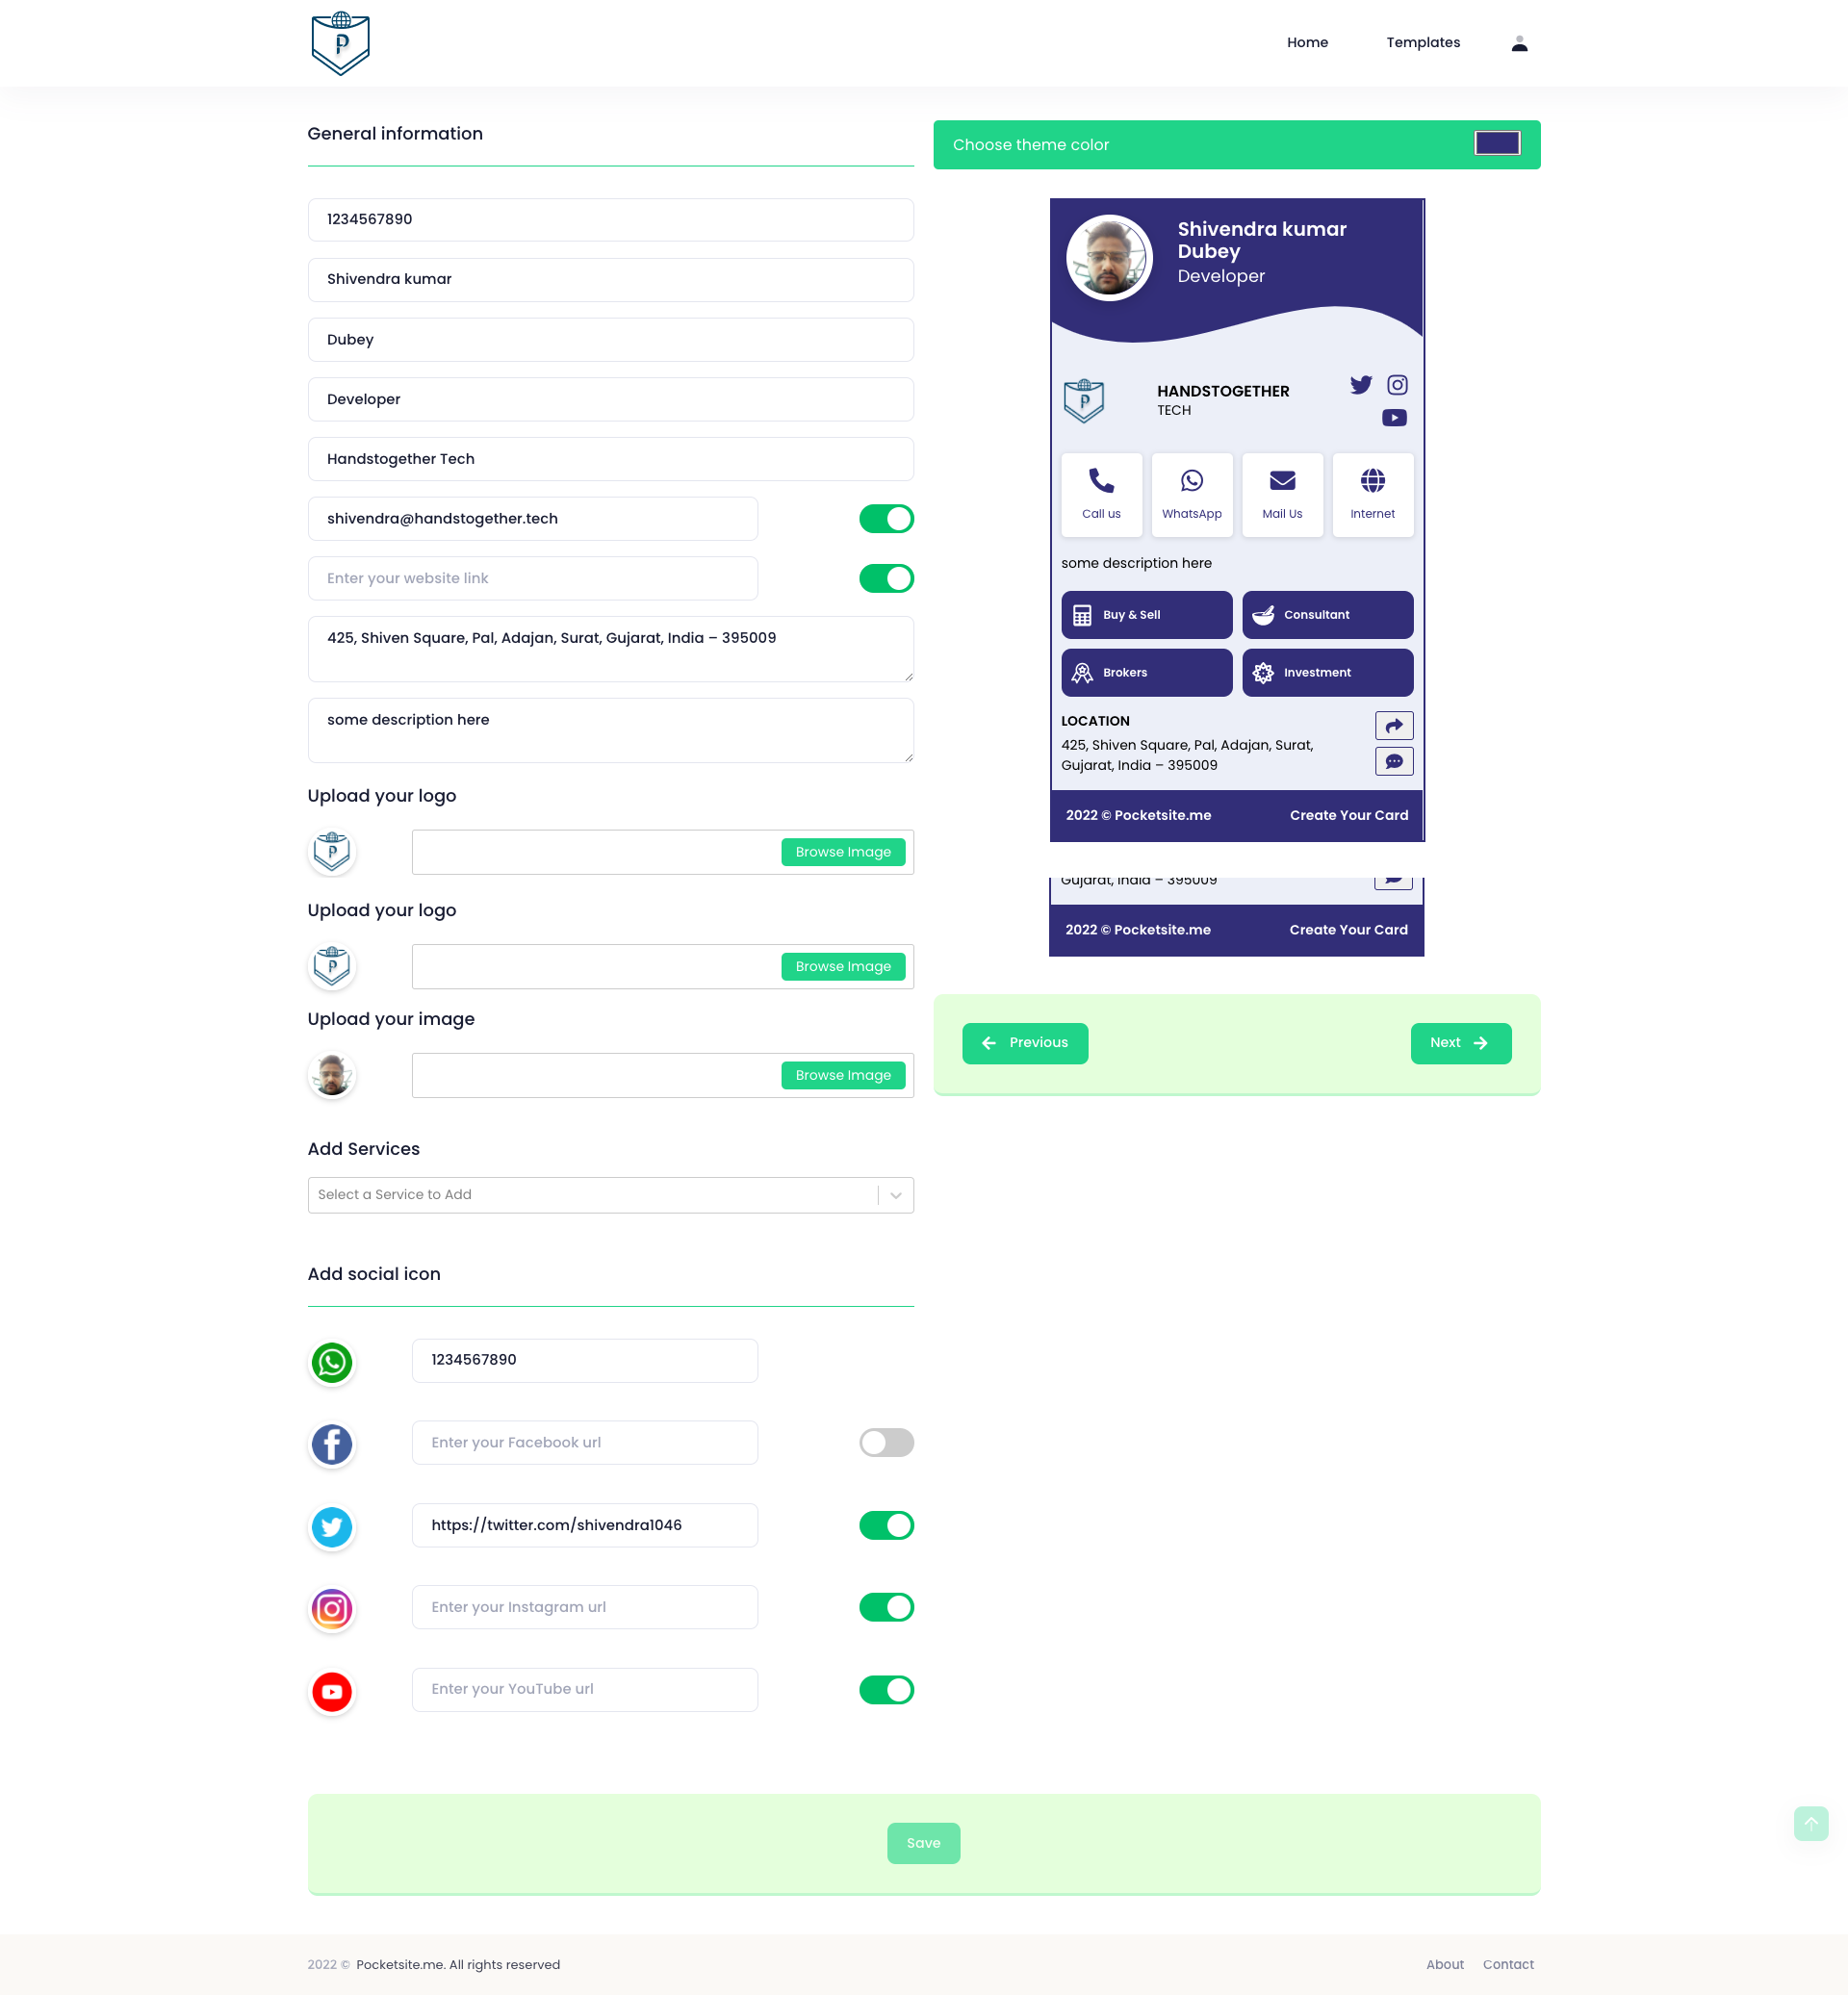 P
Home
Templates
General information
1234567890
Shivendra kumar
Dubey
Developer
Handstogether Tech
shivendra@handstogether.tech
Enter your website link
425, Shiven Square, Pal, Adajan, Surat, Gujarat, India – 395009
some description here
Upload your logo
P
Browse Image
Upload your logo
P
Browse Image
Upload your image
Browse Image
Add Services
Select a Service to Add
Add social icon
1234567890
Enter your Facebook url
https://twitter.com/shivendra1046
Enter your Instagram url
Enter your YouTube url
Choose theme color
Shivendra kumar
Dubey
Developer
P
HANDSTOGETHER
TECH
Call us
WhatsApp
Mail Us
Internet
some description here
Buy & Sell
Consultant
Brokers
Investment
LOCATION
425, Shiven Square, Pal, Adajan, Surat,
Gujarat, India – 395009
2022 © Pocketsite.me
Create Your Card
Gujarat, India – 395009
2022 © Pocketsite.me
Create Your Card
Previous
Next
Save
2022 © Pocketsite.me. All rights reserved
About
Contact